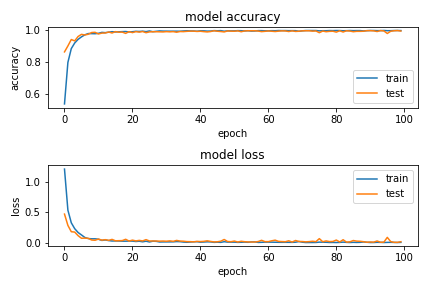 model accuracy
accuracy
1.0
0.8
0.6
train
test
0 20 40 60 80 100
epoch
model loss
loss
1.0
0.5
0.0
train
test
0 20 40 60 80 100
epoch